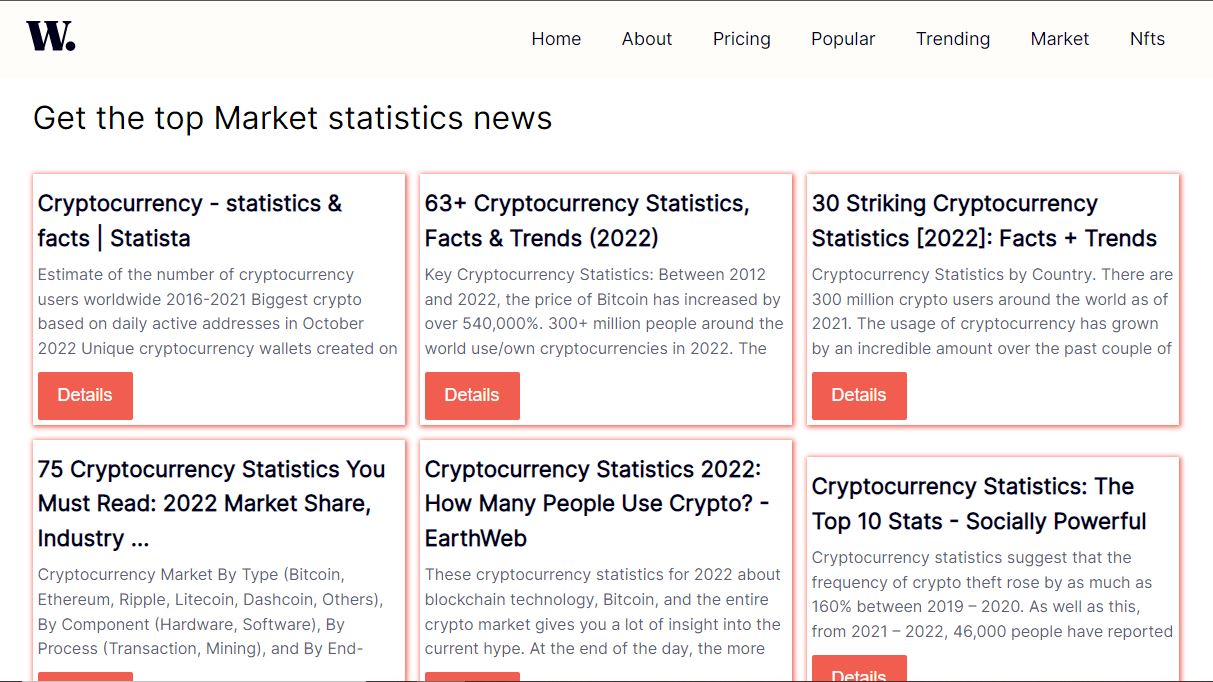 W.
Home About Pricing Popular Trending Market Nfts
Get the top Market statistics news
Cryptocurrency - statistics &
facts | Statista
Estimate of the number of cryptocurrency
users worldwide 2016-2021 Biggest crypto
based on daily active addresses in October
2022 Unique cryptocurrency wallets created on
Details
63+ Cryptocurrency Statistics,
Facts & Trends (2022)
Key Cryptocurrency Statistics: Between 2012
and 2022, the price of Bitcoin has increased by
over 540,000%. 300+ million people around the
world use/own cryptocurrencies in 2022. The
Details
30 Striking Cryptocurrency
Statistics [2022]: Facts + Trends
Cryptocurrency Statistics by Country. There are
300 million crypto users around the world as of
2021. The usage of cryptocurrency has grown
by an incredible amount over the past couple of
Details
75 Cryptocurrency Statistics You
Must Read: 2022 Market Share,
Industry ...
Cryptocurrency Market By Type (Bitcoin,
Ethereum, Ripple, Litecoin, Dashcoin, Others),
By Component (Hardware, Software), By
Process (Transaction, Mining), and By End-
Cryptocurrency Statistics 2022:
How Many People Use Crypto? -
EarthWeb
These cryptocurrency statistics for 2022 about
blockchain technology, Bitcoin, and the entire
crypto market gives you a lot of insight into the
current hype. At the end of the day, the more
Cryptocurrency Statistics: The
Top 10 Stats - Socially Powerful
Cryptocurrency statistics suggest that the
frequency of crypto theft rose by as much as
160% between 2019 – 2020. As well as this,
from 2021 – 2022, 46,000 people have reported
Details